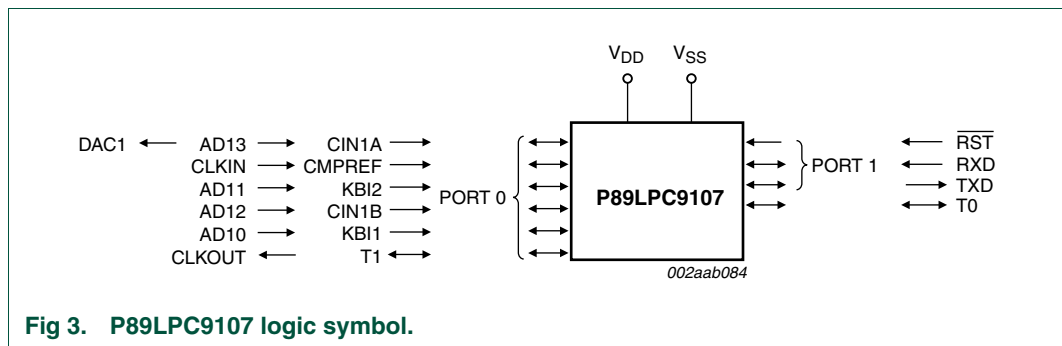 VDD VSS
DAC1 AD13 CIN1A RST
CLKIN CMPREF PORT 1 RXD
AD11 KBI2 PORT 0 P89LPC9107 TXD
AD12 CIN1B T0
AD10 KBI1
CLKOUT T1
002aab084
Fig 3. P89LPC9107 logic symbol.